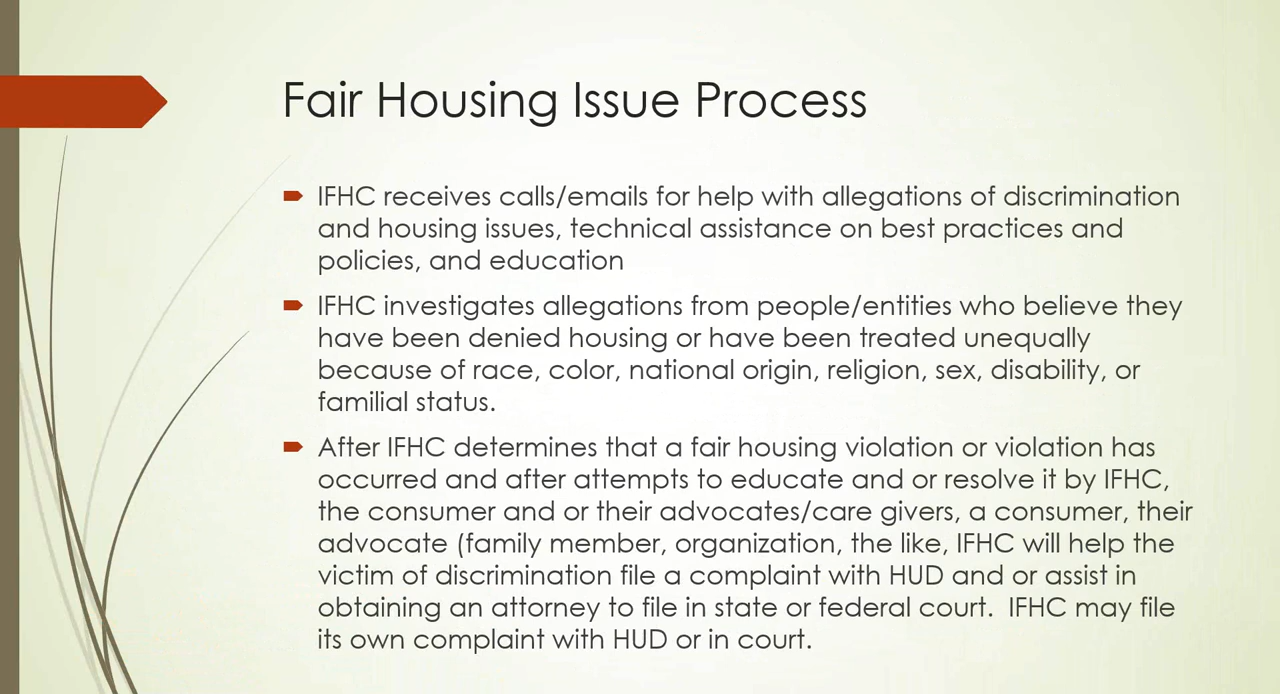 Fair Housing Issue Process
IFHC receives calls/emails for help with allegations of discrimination
and housing issues, technical assistance on best practices and
policies, and education
IFHC investigates allegations from people/entities who believe they
have been denied housing or have been treated unequally
because of race, color, national origin, religion, sex, disability, or
familial status.
After IFHC determines that a fair housing violation or violation has
occurred and after attempts to educate and or resolve it by IFHC,
the consumer and or their advocates/care givers, a consumer, their
advocate (family member, organization, the like, IFHC will help the
victim of discrimination file a complaint with HUD and or assist in
obtaining an attorney to file in state or federal court.  IFHC may file
its own complaint with HUD or in court.